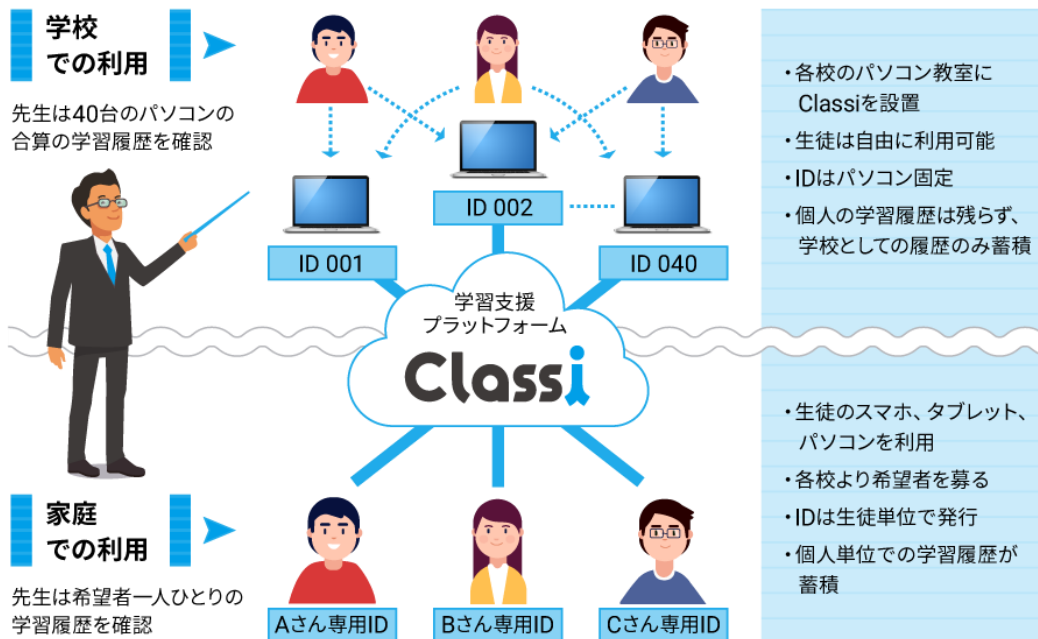 学校
での利用
先生は40台のパソコンの
合算の学習履歴を確認
ID 001
ID 002
ID 040
・各校のパソコン教室に
Classiを設置
・生徒は自由に利用可能
・IDはパソコン固定
・個人の学習履歴は残らず、
学校としての履歴のみ蓄積
学習支援
プラットフォーム
Classi
家庭
での利用
先生は希望者一人ひとりの
学習履歴を確認
Aさん専用ID
Bさん専用ID
Cさん専用ID
・生徒のスマホ、タブレット、
パソコンを利用
・各校より希望者を募る
・IDは生徒単位で発行
・個人単位での学習履歴が
蓄積